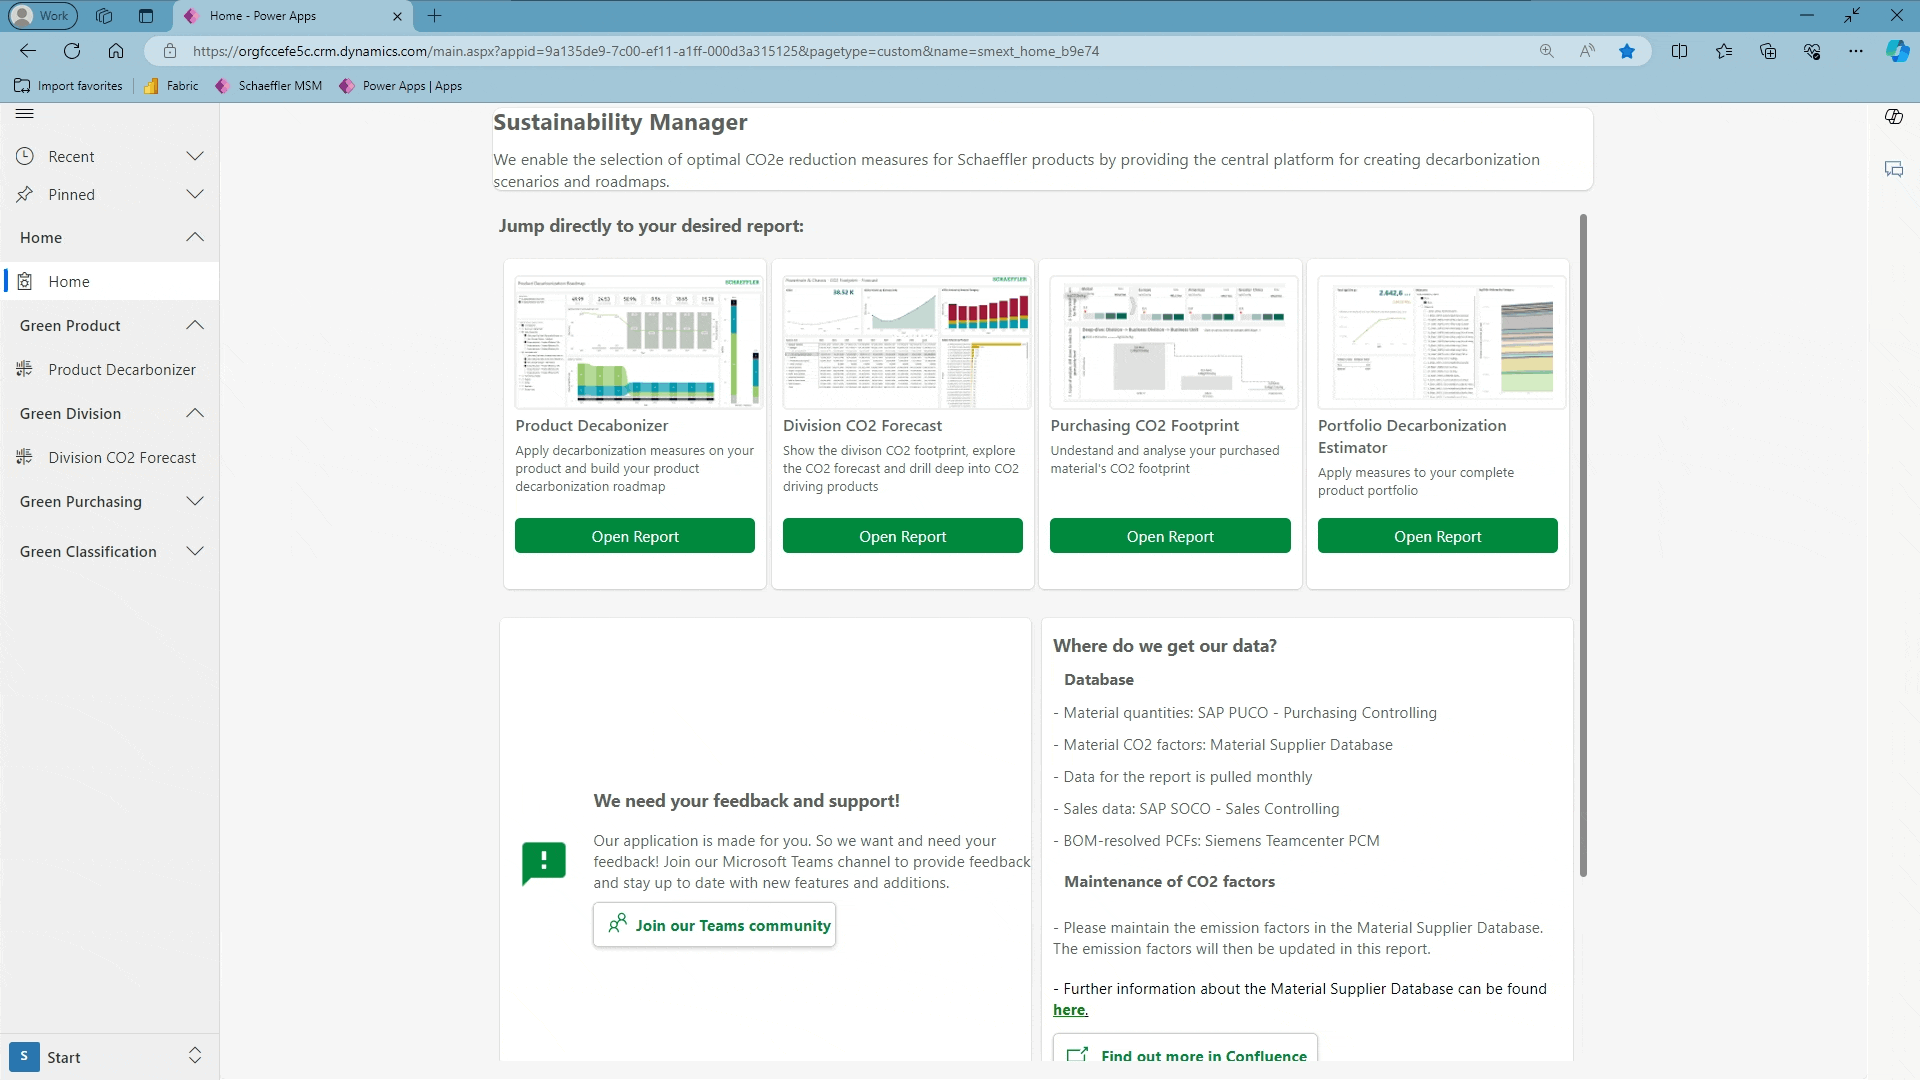 Work
Home - Power Apps
https://orgfccefe5c.crm.dynamics.com/main.aspx?appid=9a135de9-7c00-ef11-a1ff-000d3a315125&pagetype=custom&name=smext_home_b9e74
Import favorites
Fabric
Schaeffler MSM
Power Apps | Apps
Recent
Pinned
Home
Home
Green Product
Product Decarbonizer
Green Division
Division CO2 Forecast
Green Purchasing
Green Classification
S Start
Sustainability Manager
We enable the selection of optimal CO2e reduction measures for Schaeffler products by providing the central platform for creating decarbonization
scenarios and roadmaps.
Jump directly to your desired report:
Product Decarbonization Roadmap
SCHAEFFLER
Product Decabonizer
Apply decarbonization measures on your
product and build your product
decarbonization roadmap
Open Report
SCHAEFFLER
38.52 K
Division CO2 Forecast
Show the divison CO2 footprint, explore
the CO2 forecast and drill deep into CO2
driving products
Open Report
Purchasing CO2 Footprint
Undestand and analyse your purchased
material's CO2 footprint
Open Report
2.642,6
Portfolio Decarbonization
Estimator
Apply measures to your complete
product portfolio
Open Report
We need your feedback and support!
Our application is made for you. So we want and need your
feedback! Join our Microsoft Teams channel to provide feedback
and stay up to date with new features and additions.
Join our Teams community
Where do we get our data?
Database
- Material quantities: SAP PUCO - Purchasing Controlling
- Material CO2 factors: Material Supplier Database
- Data for the report is pulled monthly
- Sales data: SAP SOCO - Sales Controlling
- BOM-resolved PCFs: Siemens Teamcenter PCM
Maintenance of CO2 factors
- Please maintain the emission factors in the Material Supplier Database.
The emission factors will then be updated in this report.
- Further information about the Material Supplier Database can be found
here.
Find out more in Confluence